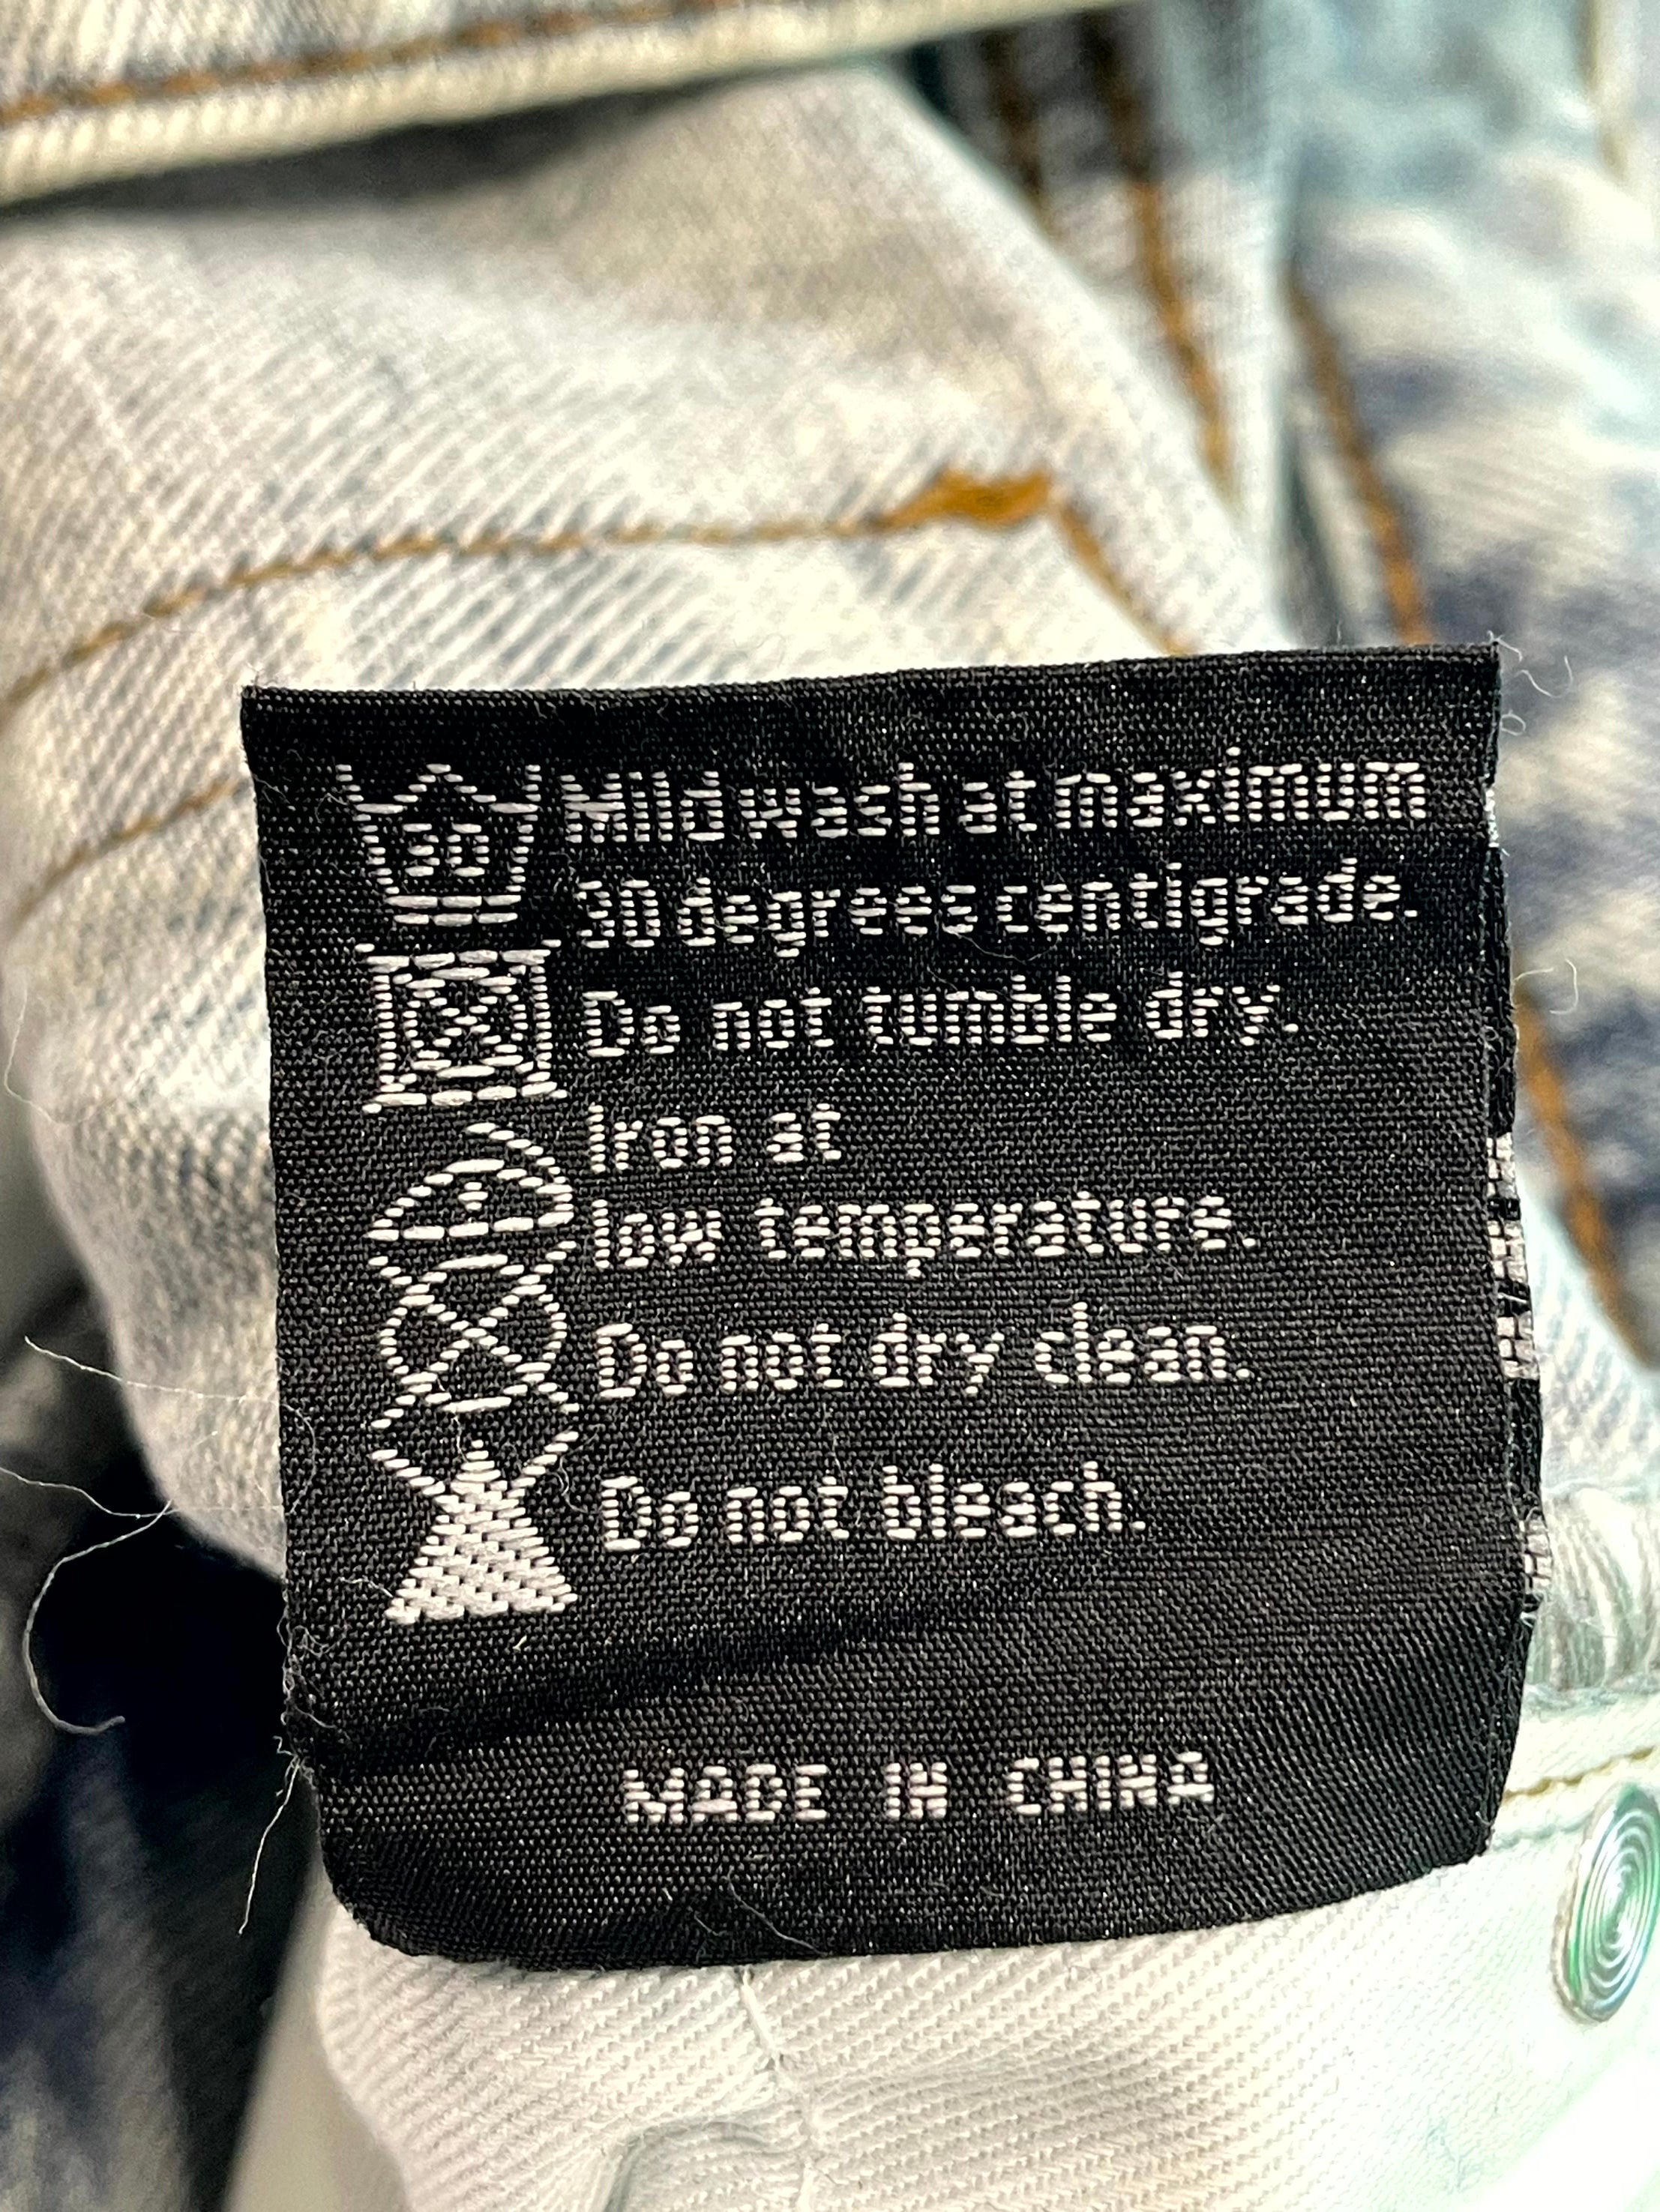 30
Mild wash at maximum
30 degrees centigrade.
Do not tumble dry.
Iron at
low temperature.
Do not dry clean.
Do not bleach.
MADE IN CHINA